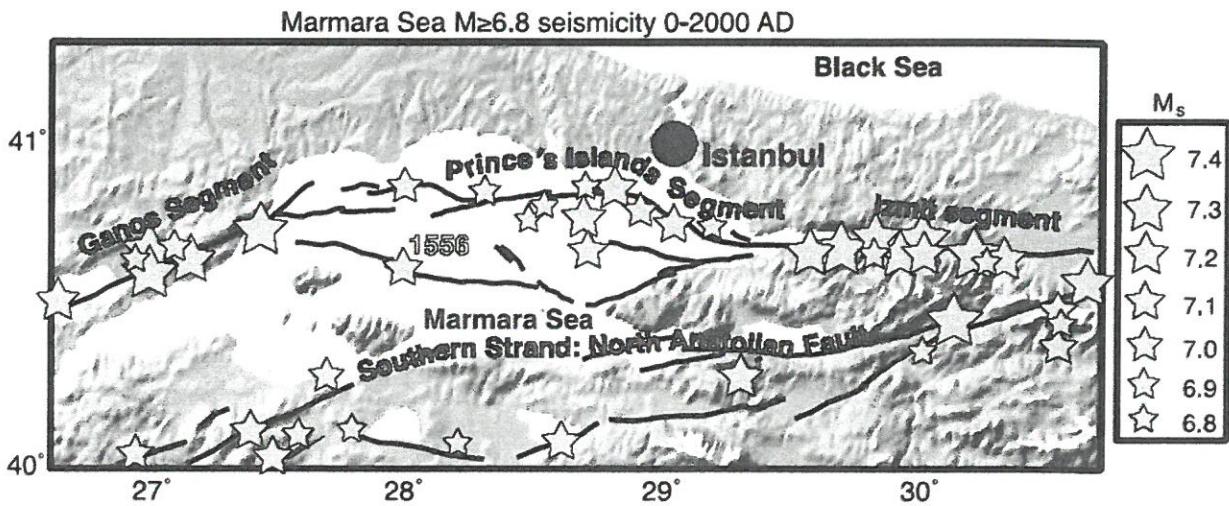 Marmara Sea M≥6.8 seismicity 0-2000 AD
Black Sea
Ms
41°
Prince's Islands Segment
Istanbul
7.4
Ganos Segment
Izmit segment
7.3
1556
7.2
7.1
Marmara Sea
7.0
Southern Strand: North Anatolian Fault
6.9
6.8
40°
27°
28°
29°
30°